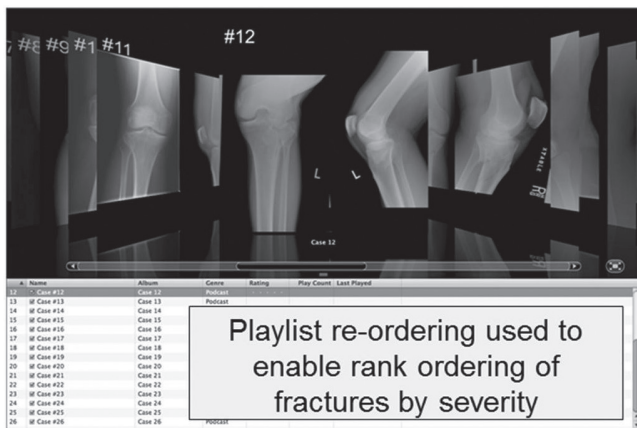 #8 #9 #1 #11
#12
L
L
STABLE
Case 12
Name Album Genre Rating Play Count Last Played
12 Case #12 Case 12 Podcast
13 Case #13 Case 13 Podcast
14 Case #14 Case 14
15 Case #15 Case 15
16 Case #16 Case 16
17 Case #17 Case 17
18 Case #18 Case 18
19 Case #19 Case 19
20 Case #20 Case 20
21 Case #21 Case 21
22 Case #22 Case 22
23 Case #23 Case 23
24 Case #24 Case 24
25 Case #25 Case 25
26 Case #26 Case 26 Podcast
Playlist re-ordering used to
enable rank ordering of
fractures by severity